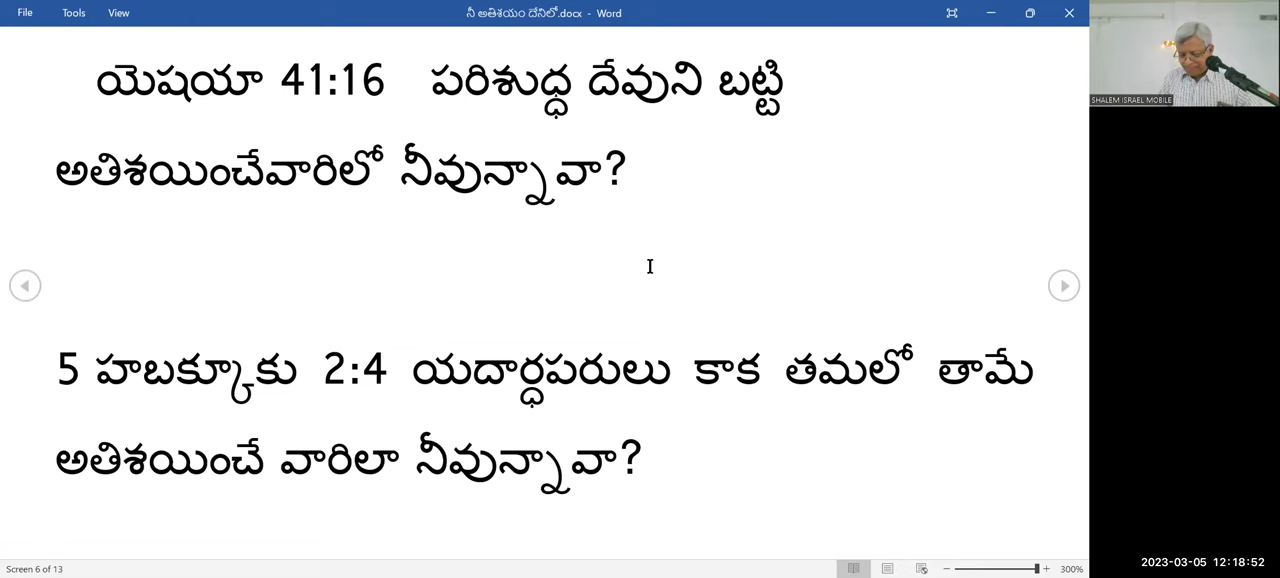 File Tools View నీ అతిశయం దేనిలో.docx - Word
SHALEM ISRAEL MOBILE
యెషయా 41:16 పరిశుద్ధ దేవుని బట్టి
అతిశయించేవారిలో నీవున్నావా?
5 హబక్కూకు 2:4 యదార్ధపరులు కాక తమలో తామే
అతిశయించే వారిలా నీవున్నావా?
Screen 6 of 13
300%
2023-03-05 12:18:52